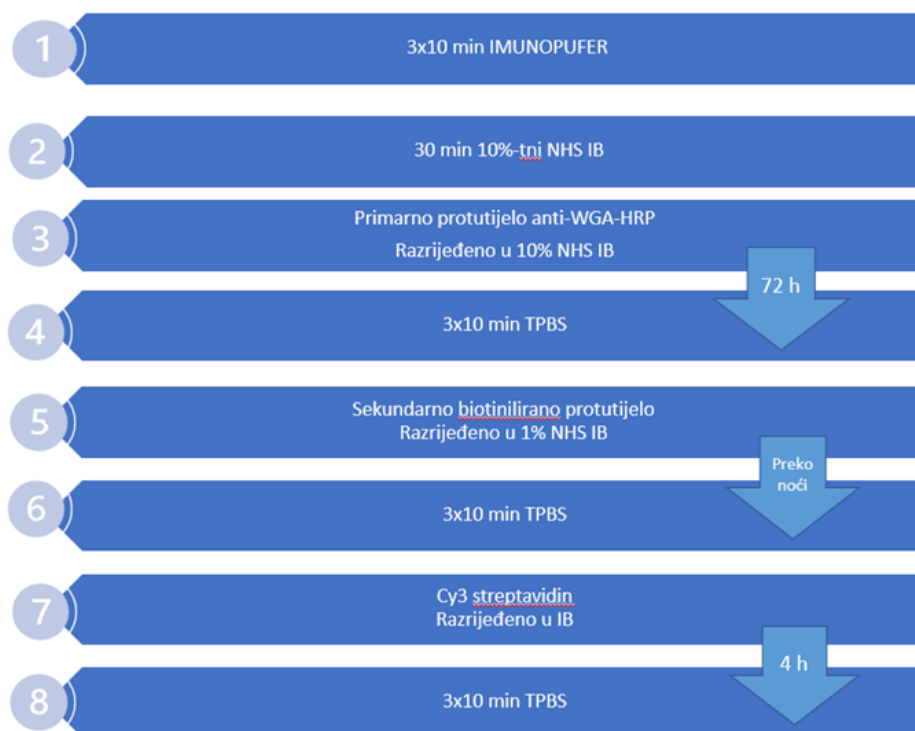 1
3x10 min IMUNOPUFER
2
30 min 10%-tni NHS IB
3
Primarno protutijelo anti-WGA-HRP
Razrijeđeno u 10% NHS IB
72 h
4
3x10 min TPBS
5
Sekundarno biotinilirano protutijelo
Razrijeđeno u 1% NHS IB
Preko
noći
6
3x10 min TPBS
7
Cy3 streptavidin
Razrijeđeno u IB
4 h
8
3x10 min TPBS